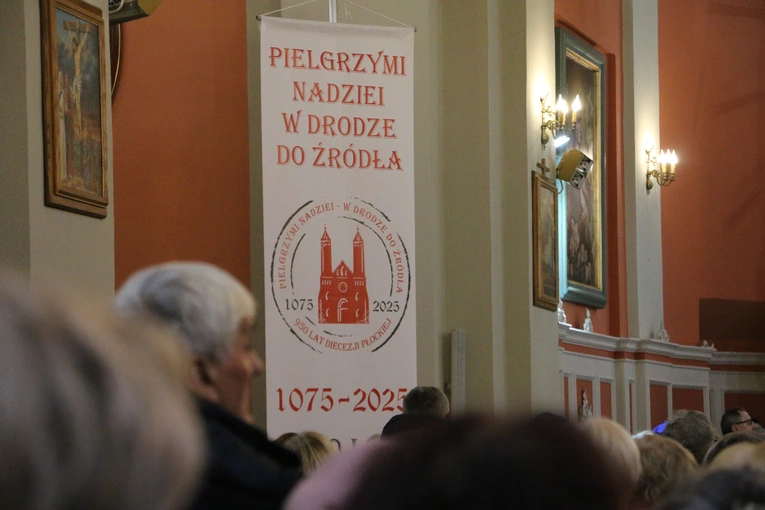 PIELGRZYMI
NADZIEI
W DRODZE
DO ŹRÓDŁA
PIELGRZYMI NADZIEI - W DRODZE DO ŹRÓDŁA
1075 2025
950 LAT DIECEZJI PŁOCKIEJ
1075-2025